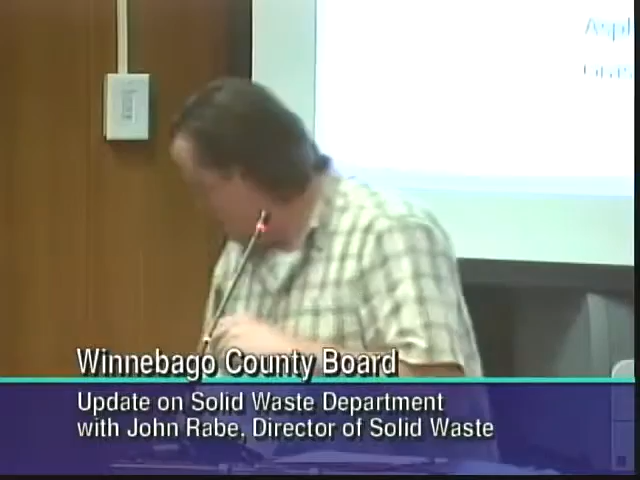 Winnebago County Board
Update on Solid Waste Department
with John Rabe, Director of Solid Waste